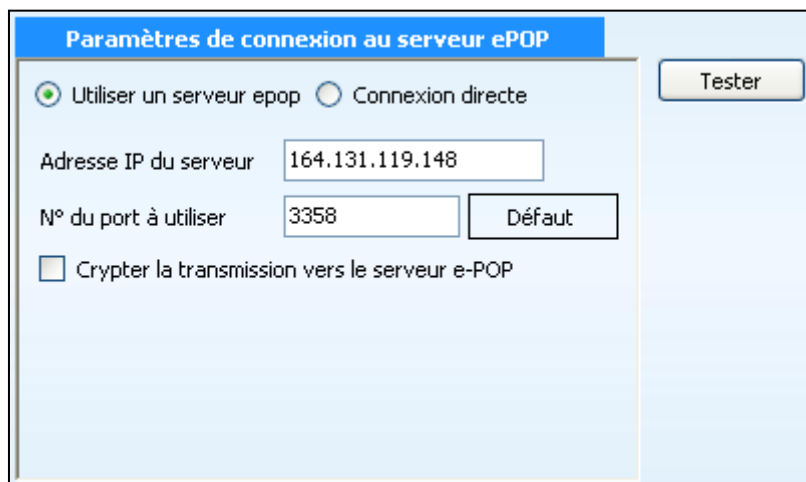 Paramètres de connexion au serveur ePOP
Tester
Utiliser un serveur epop Connexion directe
Adresse IP du serveur 164.131.119.148
N° du port à utiliser 3358 Défaut
Crypter la transmission vers le serveur e-POP